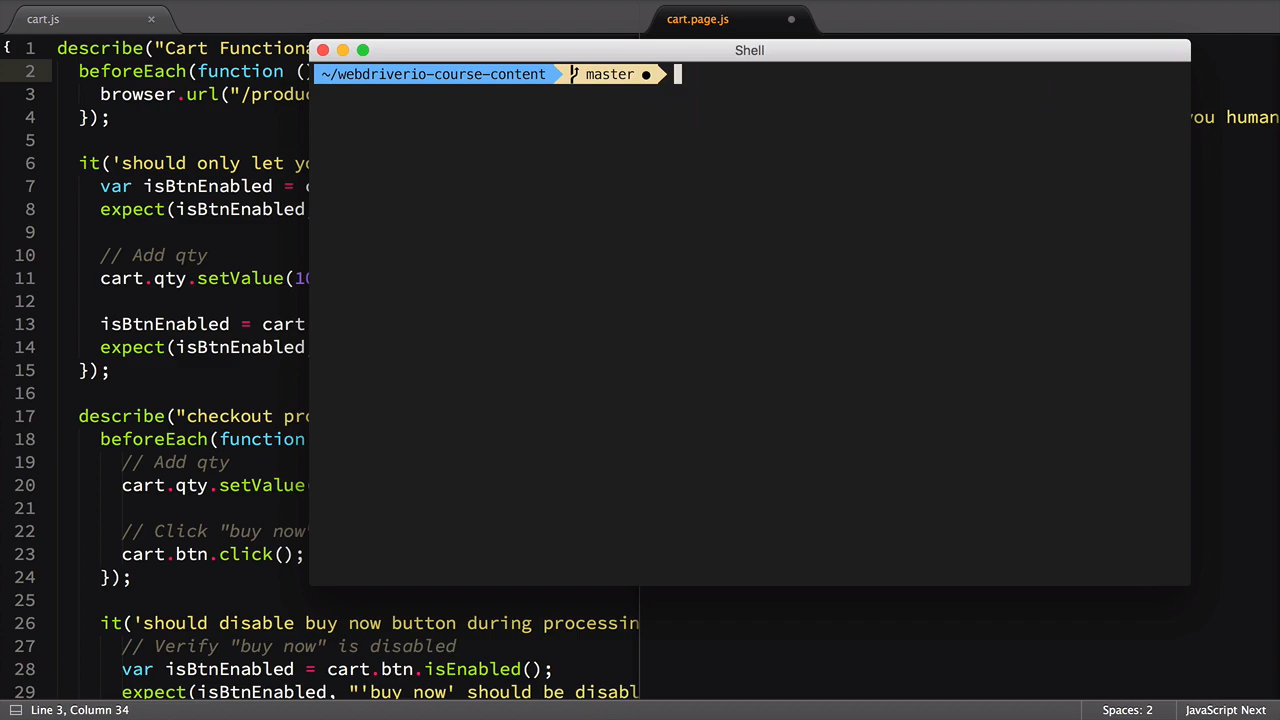 cart.js
cart.page.js
Shell
~/webdriverio-course-content master ●
{ 1 describe("Cart Functiona
2 beforeEach(function ()
3 browser.url("/produc
4 });
you human
5
6 it('should only let yo
7 var isBtnEnabled = c
8 expect(isBtnEnabled
9
10 // Add qty
11 cart.qty.setValue(10
12
13 isBtnEnabled = cart
14 expect(isBtnEnabled
15 });
16
17 describe("checkout pro
18 beforeEach(function
19 // Add qty
20 cart.qty.setValue(
21
22 // Click "buy now"
23 cart.btn.click();
24 });
25
26 it('should disable buy now button during processin
27 // Verify "buy now" is disabled
28 var isBtnEnabled = cart.btn.isEnabled();
29 expect(isBtnEnabled, "'buy now' should be disabl
Line 3, Column 34
Spaces: 2
JavaScript Next